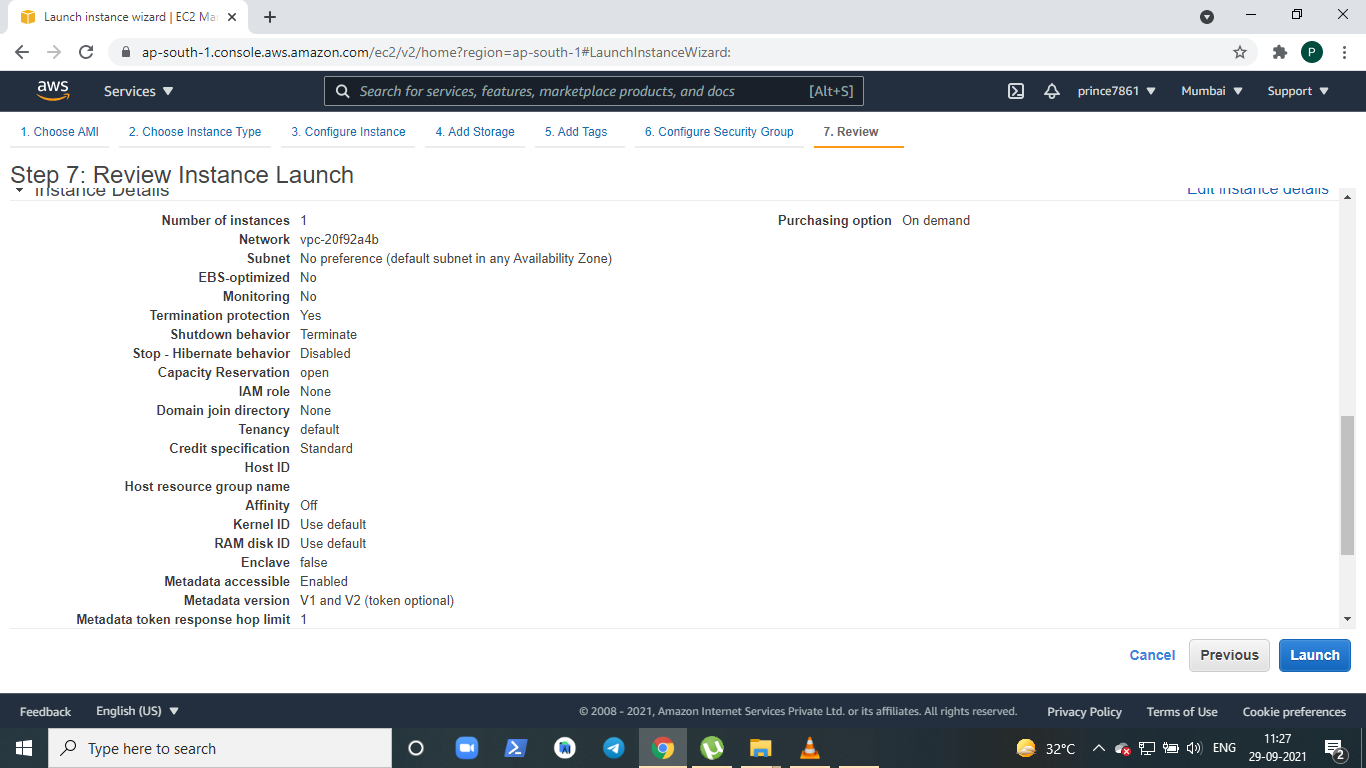 Launch instance wizard | EC2 Ma
ap-south-1.console.aws.amazon.com/ec2/v2/home?region=ap-south-1#LaunchInstanceWizard:
P
aws Services Search for services, features, marketplace products, and docs [Alt+S] prince7861 Mumbai Support
1. Choose AMI 2. Choose Instance Type 3. Configure Instance 4. Add Storage 5. Add Tags 6. Configure Security Group 7. Review
Step 7: Review Instance Launch
Instance Details Edit instance details
Number of instances 1 Purchasing option On demand
Network vpc-20f92a4b
Subnet No preference (default subnet in any Availability Zone)
EBS-optimized No
Monitoring No
Termination protection Yes
Shutdown behavior Terminate
Stop - Hibernate behavior Disabled
Capacity Reservation open
IAM role None
Domain join directory None
Tenancy default
Credit specification Standard
Host ID
Host resource group name
Affinity Off
Kernel ID Use default
RAM disk ID Use default
Enclave false
Metadata accessible Enabled
Metadata version V1 and V2 (token optional)
Metadata token response hop limit 1
Cancel Previous Launch
Feedback English (US) © 2008 - 2021, Amazon Internet Services Private Ltd. or its affiliates. All rights reserved. Privacy Policy Terms of Use Cookie preferences
Type here to search 32°C ENG 11:27
29-09-2021 2